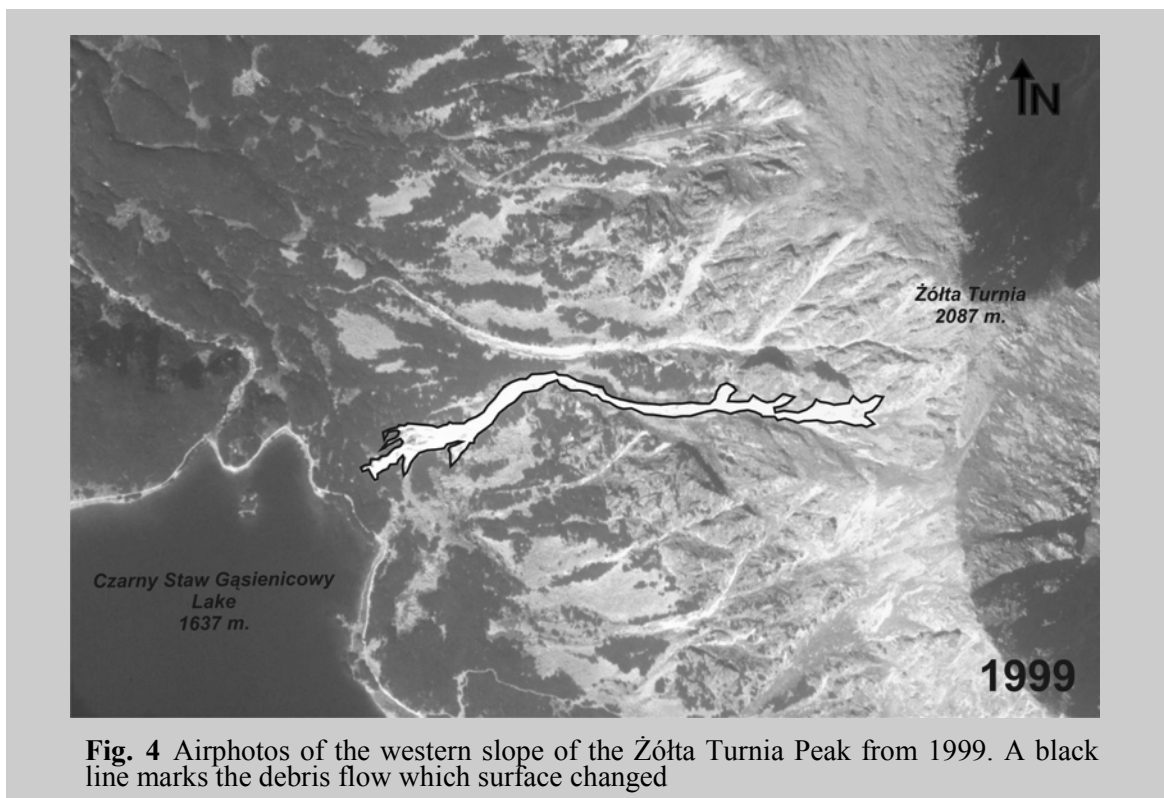 N
Żółta Turnia
2087 m.
Czarny Staw Gąsienicowy
Lake
1637 m.
1999
Fig. 4 Airphotos of the western slope of the Żółta Turnia Peak from 1999. A black
line marks the debris flow which surface changed